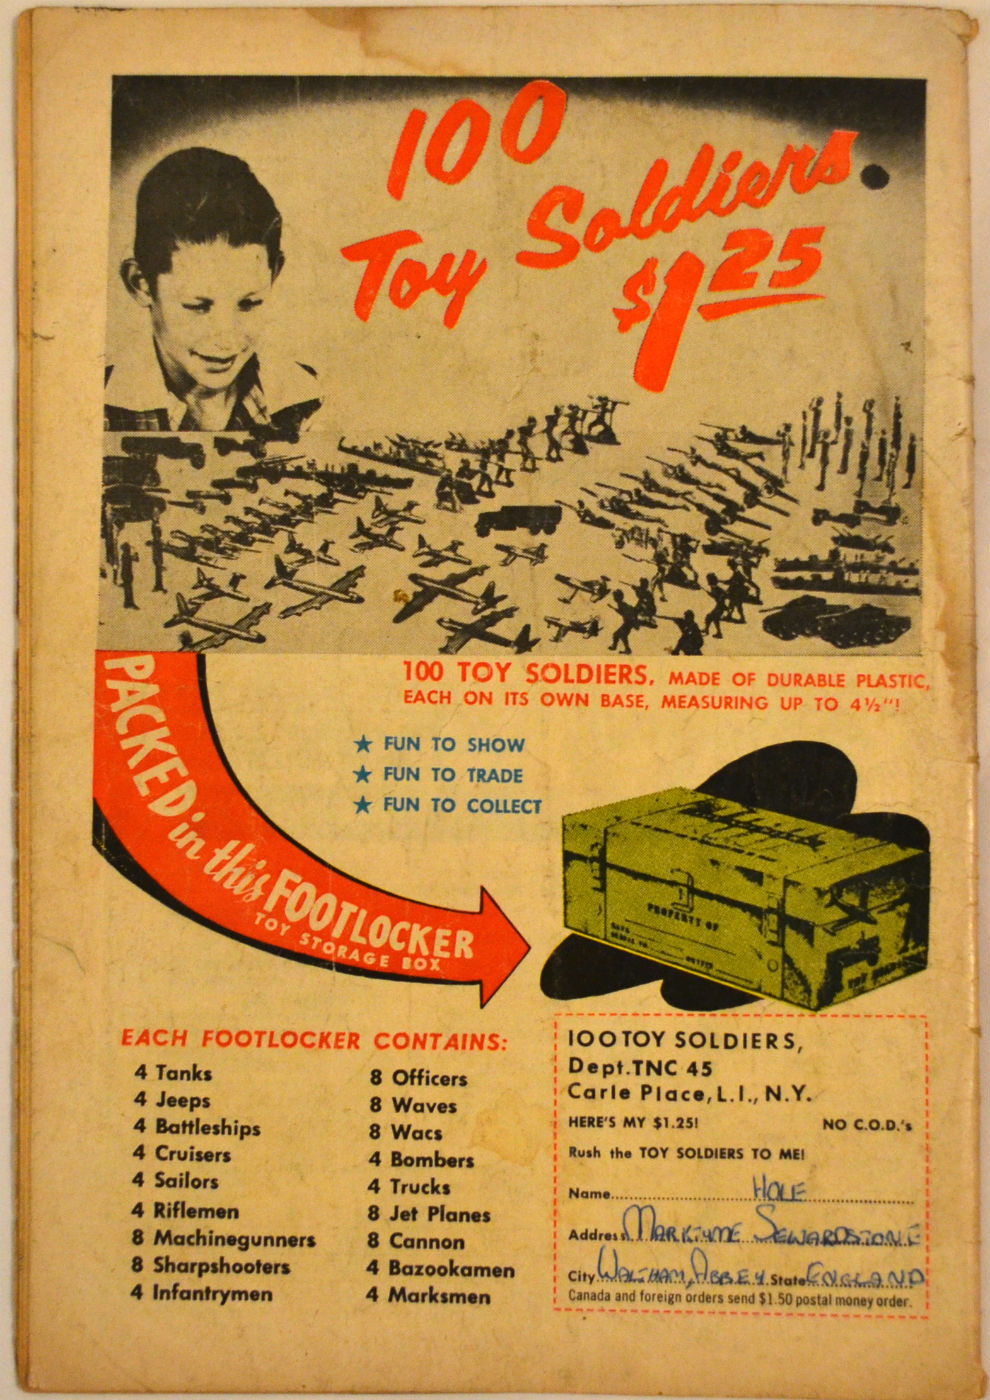 100
Toy Soldiers
$1 25
100 TOY SOLDIERS, MADE OF DURABLE PLASTIC,
EACH ON ITS OWN BASE, MEASURING UP TO 4½"!
★ FUN TO SHOW
★ FUN TO TRADE
★ FUN TO COLLECT
PACKED in this FOOTLOCKER
TOY STORAGE BOX
PROPERTY OF
EACH FOOTLOCKER CONTAINS:
4 Tanks
4 Jeeps
4 Battleships
4 Cruisers
4 Sailors
4 Riflemen
8 Machinegunners
8 Sharpshooters
4 Infantrymen
8 Officers
8 Waves
8 Wacs
4 Bombers
4 Trucks
8 Jet Planes
8 Cannon
4 Bazookamen
4 Marksmen
100 TOY SOLDIERS,
Dept. TNC 45
Carle Place, L.I., N.Y.
HERE'S MY $1.25! NO C.O.D.'s
Rush the TOY SOLDIERS TO ME!
Name HOLE
Address SEWARDSTONE
City WALTHAM, ABBEY State ENGLAND
Canada and foreign orders send $1.50 postal money order.